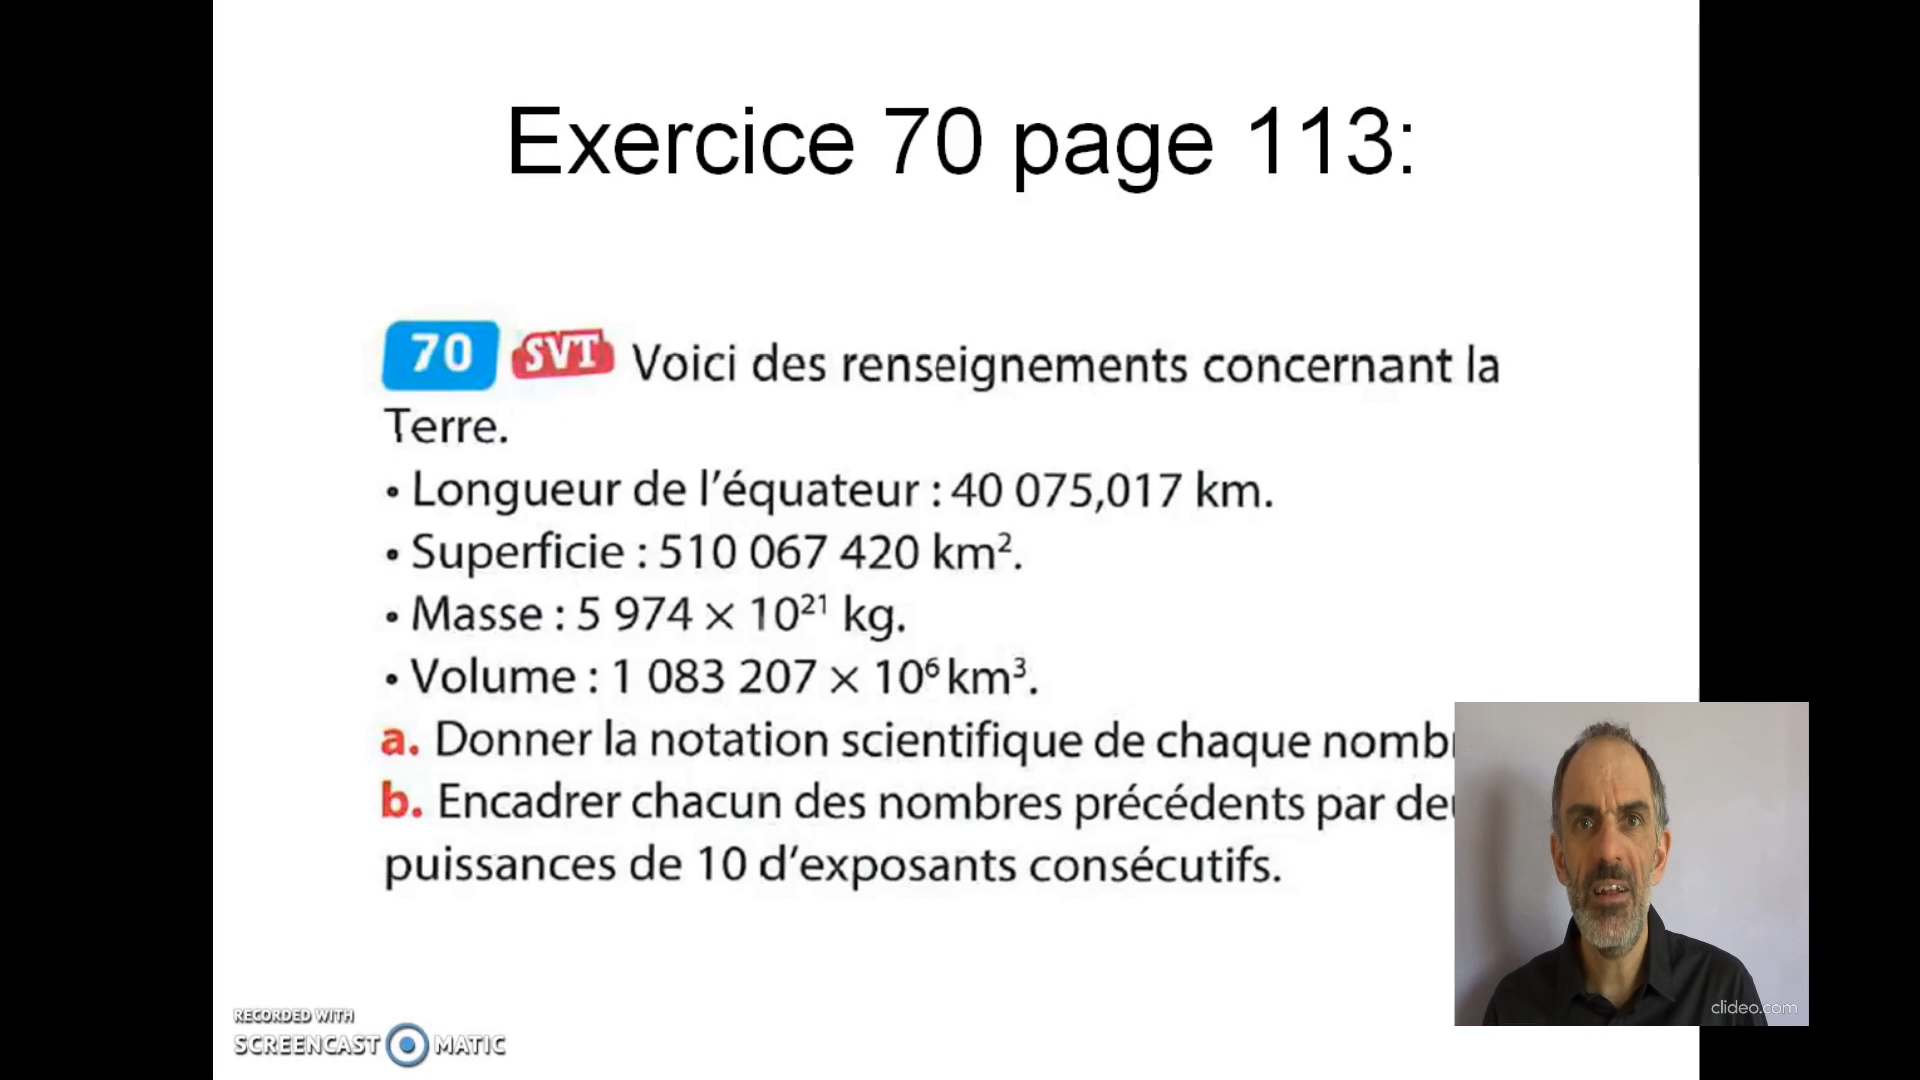 Exercice 70 page 113:
70 SVT Voici des renseignements concernant la
Terre.
• Longueur de l'équateur : 40 075,017 km.
• Superficie : 510 067 420 km².
• Masse : 5 974 × 10²¹ kg.
• Volume : 1 083 207 × 10⁶ km³.
a. Donner la notation scientifique de chaque
b. Encadrer chacun des nombres précédents par
puissances de 10 d'exposants consécutifs.
clideo.com
RECORDED WITH
SCREENCAST MATIC